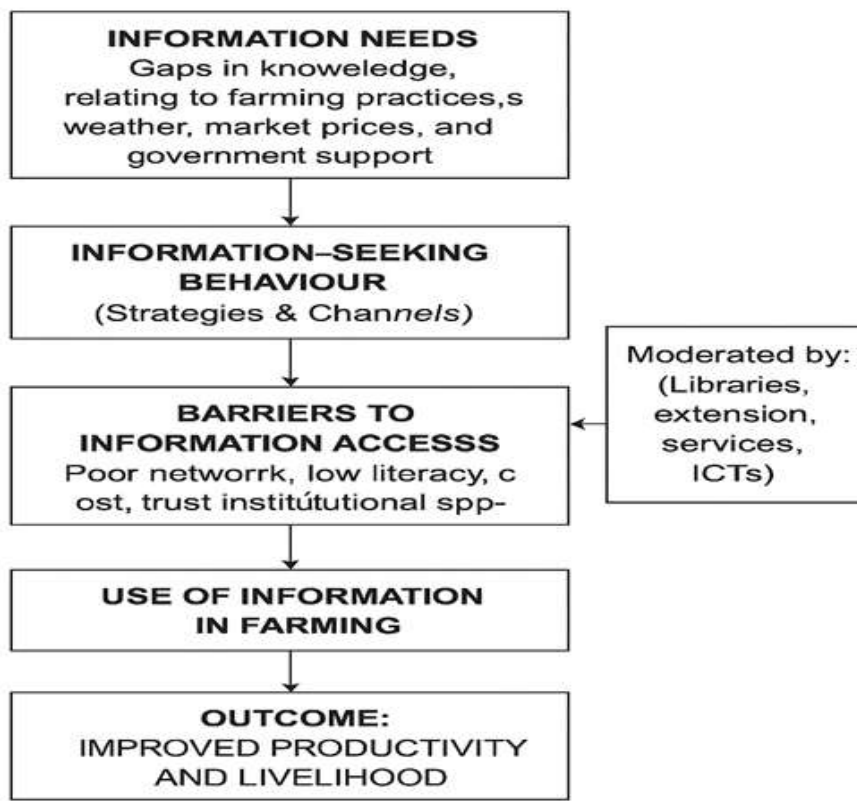 INFORMATION NEEDS
Gaps inknoweledge,
relating to farming practices,s
weather, market prices, and
government support
INFORMATION–SEEKING
BEHAVIOUR
(Strategies & Channels)
BARRIERS TO
INFORMATION ACCESSS
Poor networrk, low literacy, c
ost, trust institútutional spp-
Moderated by:
(Libraries,
extension,
services,
ICTs)
USE OF INFORMATION
IN FARMING
OUTCOME:
IMPROVED PRODUCTIVITY
AND LIVELIHOOD